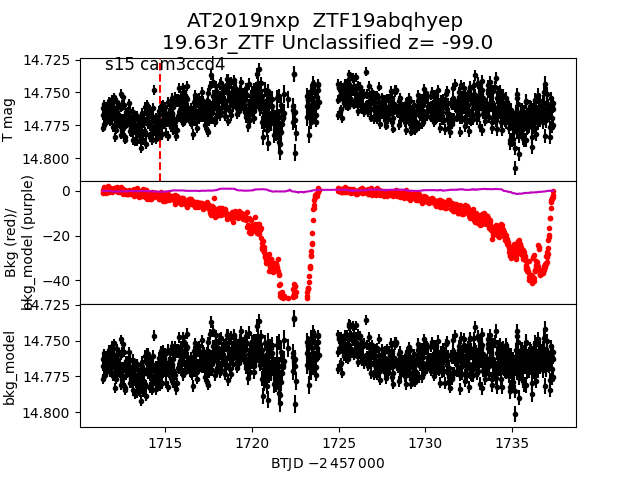 AT2019nxp  ZTF19abqhyep
19.63r_ZTF Unclassified z= -99.0
s15 cam3ccd4
T mag
14.725
14.750
14.775
14.800
Bkg (red)/
bkg_model (purple)
0
−20
−40
bkg_model
14.725
14.750
14.775
14.800
1715
1720
1725
1730
1735
BTJD −2 457 000